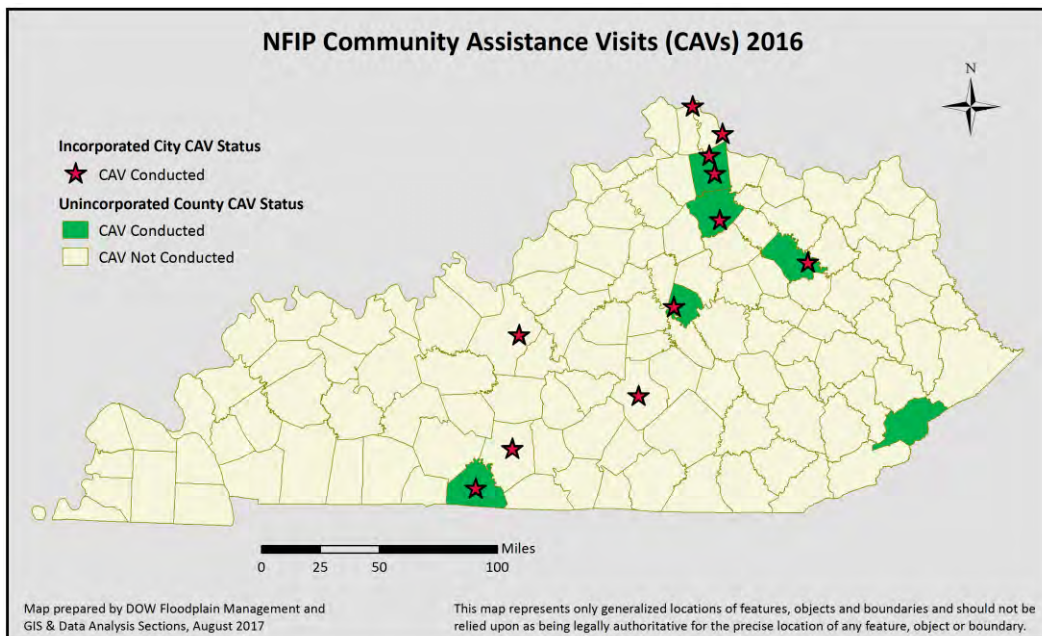 NFIP Community Assistance Visits (CAVs) 2016
N
Incorporated City CAV Status
CAV Conducted
Unincorporated County CAV Status
CAV Conducted
CAV Not Conducted
Miles
0 25 50 100
Map prepared by DOW Floodplain Management and
GIS & Data Analysis Sections, August 2017
This map represents only generalized locations of features, objects and boundaries and should not be
relied upon as being legally authoritative for the precise location of any feature, object or boundary.